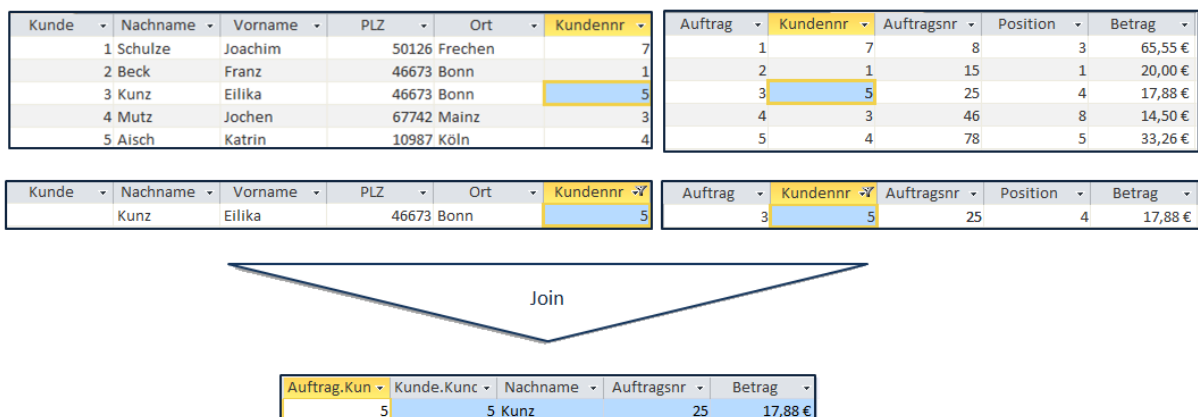 Kunde Nachname Vorname PLZ Ort Kundennr Auftrag Kundennr Auftragsnr Position Betrag
1 Schulze Joachim 50126 Frechen 7 1 7 8 3 65,55 €
2 Beck Franz 46673 Bonn 1 2 1 15 1 20,00 €
3 Kunz Eilika 46673 Bonn 5 3 5 25 4 17,88 €
4 Mutz Jochen 67742 Mainz 3 4 3 46 8 14,50 €
5 Aisch Katrin 10987 Köln 4 5 4 78 5 33,26 €
Kunde Nachname Vorname PLZ Ort Kundennr Auftrag Kundennr Auftragsnr Position Betrag
Kunz Eilika 46673 Bonn 5 3 5 25 4 17,88 €
Join
Auftrag.Kun Kunde.Kunc Nachname Auftragsnr Betrag
5 5 Kunz 25 17,88 €